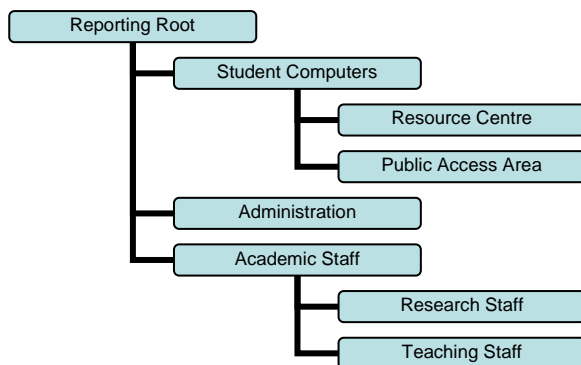 Reporting Root
Student Computers
Resource Centre
Public Access Area
Administration
Academic Staff
Research Staff
Teaching Staff